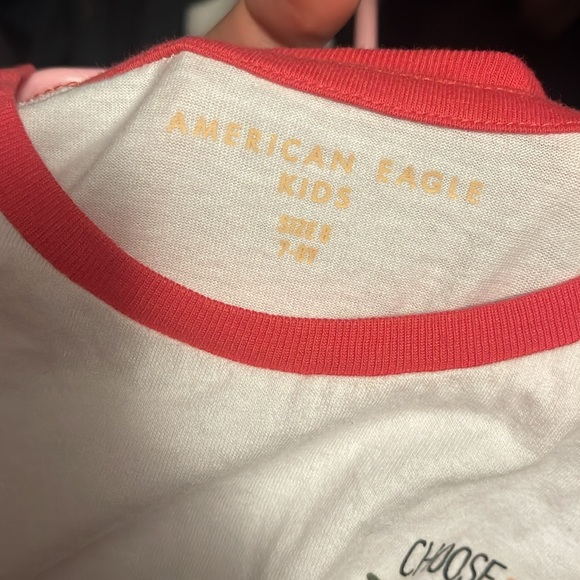 AMERICAN EAGLE
KIDS
SIZE 8
7-8Y
CHOOSE